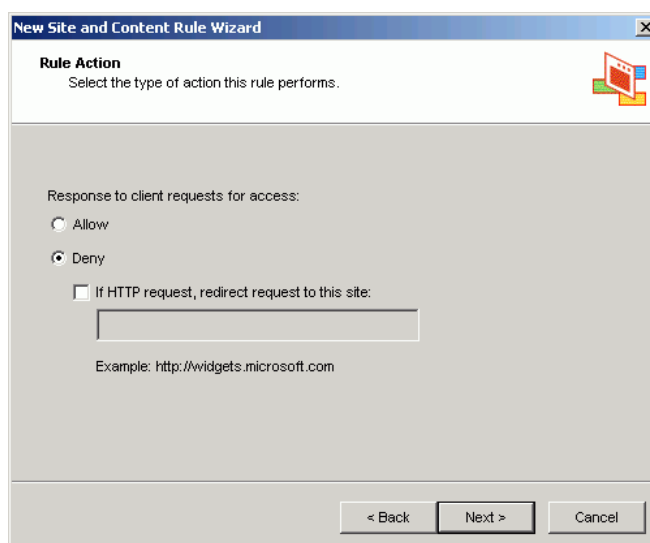 New Site and Content Rule Wizard
Rule Action
Select the type of action this rule performs.
Response to client requests for access:
Allow
Deny
If HTTP request, redirect request to this site:
Example: http://widgets.microsoft.com
< Back
Next >
Cancel